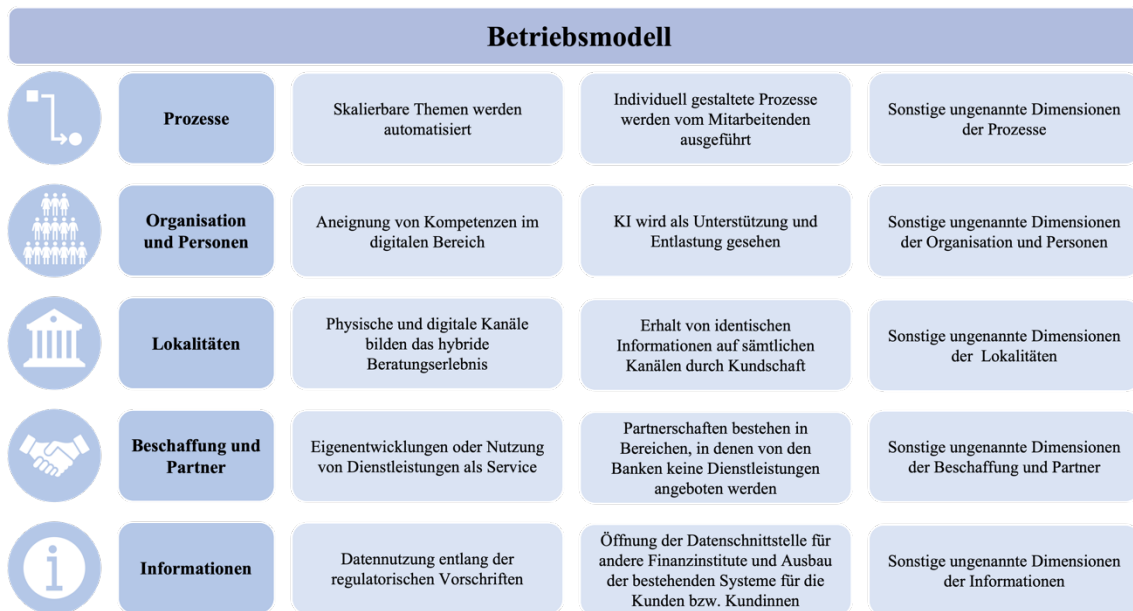 Betriebsmodell
Prozesse
Skalierbare Themen werden
automatisiert
Individuell gestaltete Prozesse
werden vom Mitarbeitenden
ausgeführt
Sonstige ungenannte Dimensionen
der Prozesse
Organisation
und Personen
Aneignung von Kompetenzen im
digitalen Bereich
KI wird als Unterstützung und
Entlastung gesehen
Sonstige ungenannte Dimensionen
der Organisation und Personen
Lokalitäten
Physische und digitale Kanäle
bilden das hybride
Beratungserlebnis
Erhalt von identischen
Informationen auf sämtlichen
Kanälen durch Kundschaft
Sonstige ungenannte Dimensionen
der Lokalitäten
Beschaffung und
Partner
Eigenentwicklungen oder Nutzung
von Dienstleistungen als Service
Partnerschaften bestehen in
Bereichen, in denen von den
Banken keine Dienstleistungen
angeboten werden
Sonstige ungenannte Dimensionen
der Beschaffung und Partner
Informationen
Datennutzung entlang der
regulatorischen Vorschriften
Öffnung der Datenschnittstelle für
andere Finanzinstitute und Ausbau
der bestehenden Systeme für die
Kunden bzw. Kundinnen
Sonstige ungenannte Dimensionen
der Informationen